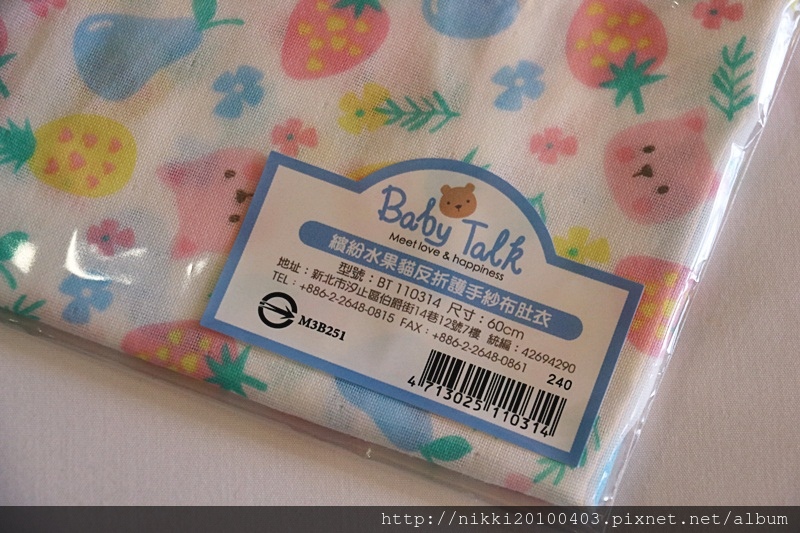 Baby Talk
Meet love & happiness
繽紛水果貓反折護手紗布肚衣
型號：BT 110314 尺寸：60cm
地址：新北市汐止區伯爵街14巷12號7樓 統編：42694290
TEL：+886-2-2648-0815 FAX：+886-2-2648-0861
M3B251
240
4 713025 110314
http://nikki20100403.pixnet.net/album